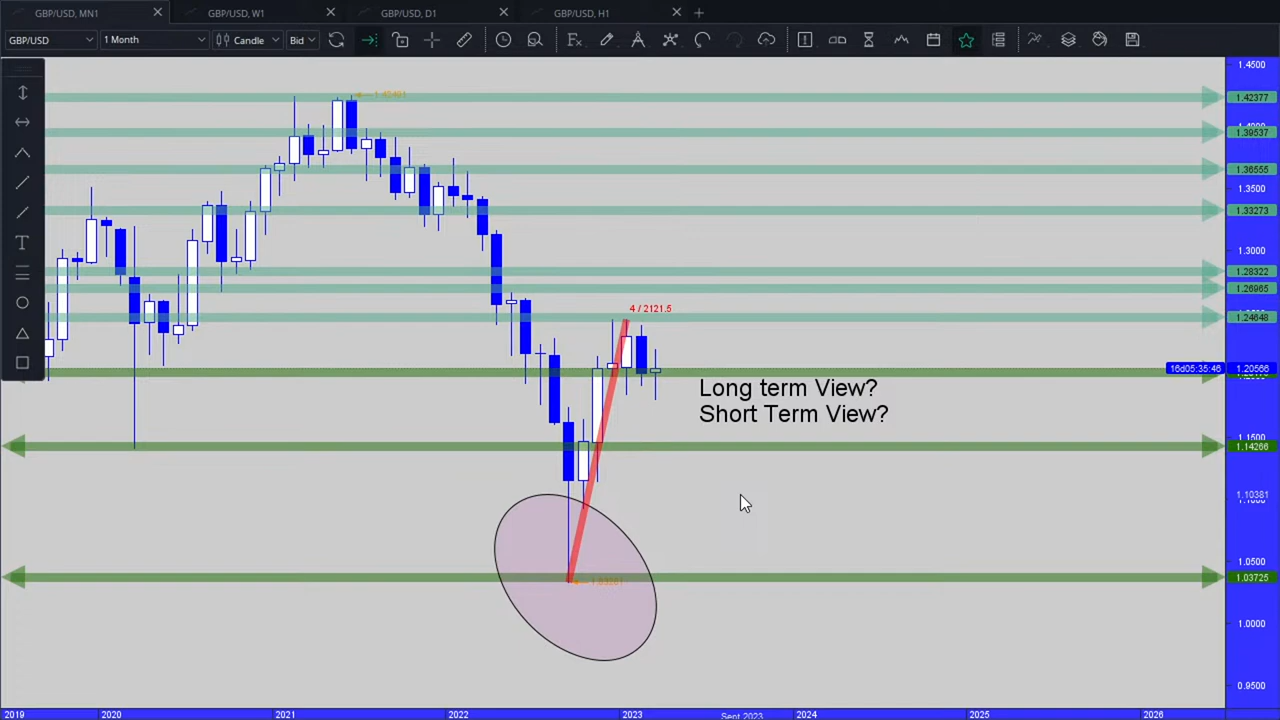 GBP/USD, MN1
GBP/USD, W1
GBP/USD, D1
GBP/USD, H1
GBP/USD
1 Month
Candle
Bid
1.4500
1.42377
1.39537
1.36555
1.3500
1.33273
1.3000
1.28322
1.26965
4 / 2121.5
1.24648
16d05:35:46
1.20566
Long term View?
Short Term View?
1.1500
1.14266
1.10381
1.0500
1.03725
1.0000
0.9500
2019
2020
2021
2022
2023
Sept 2023
2024
2025
2026